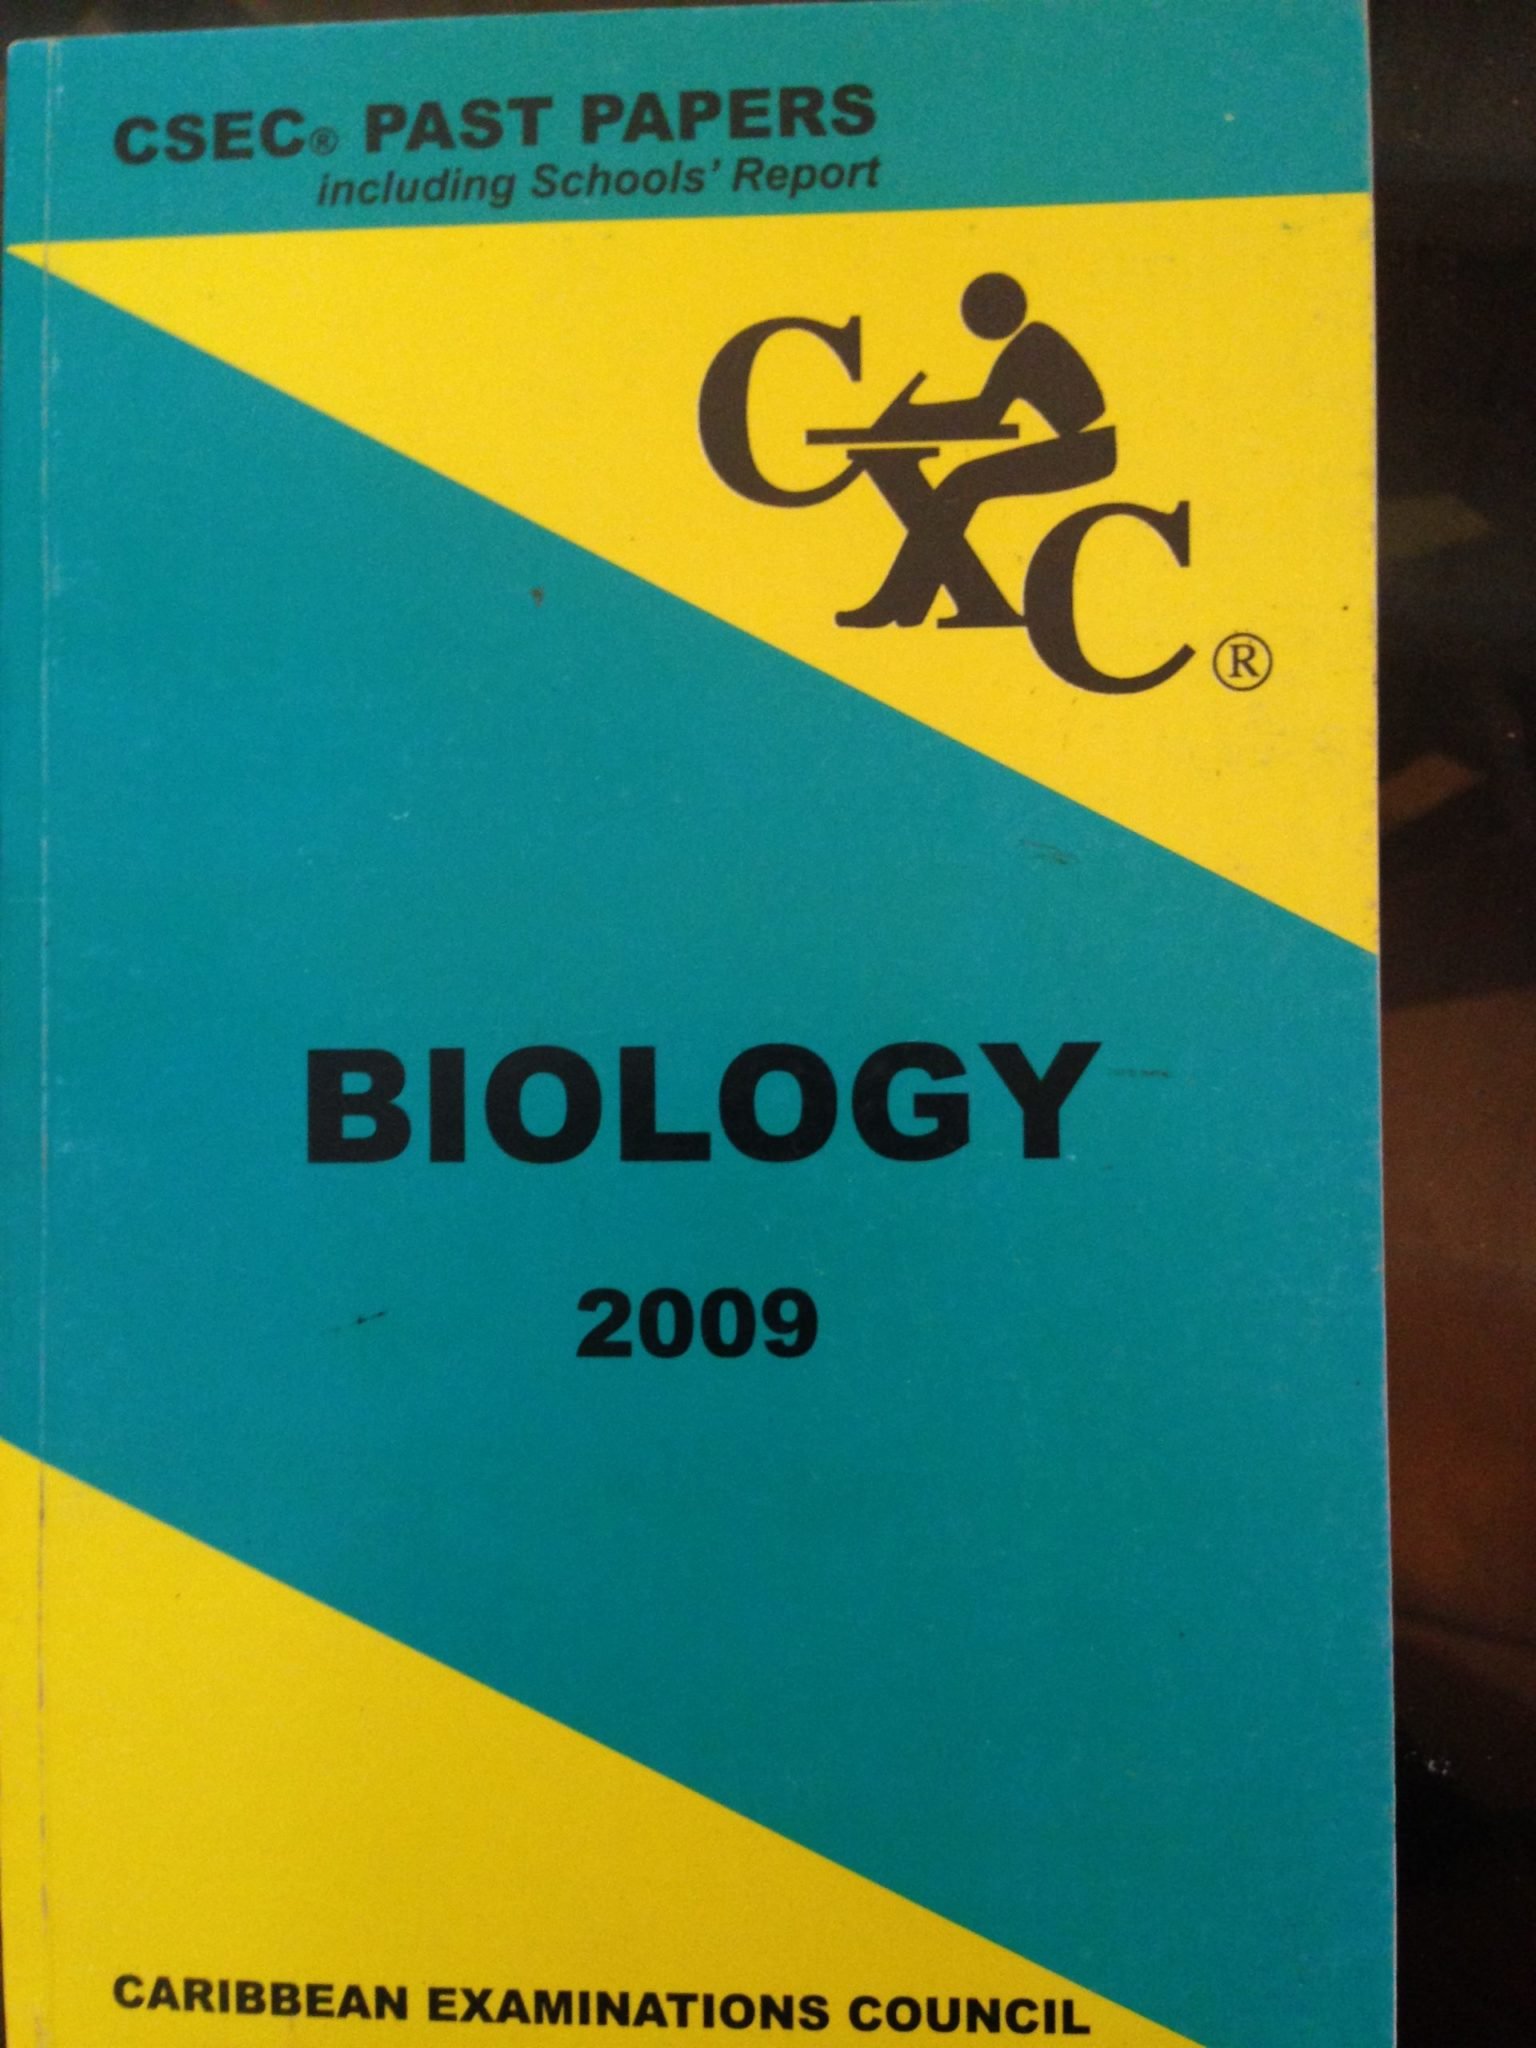 CSEC® PAST PAPERS
including Schools' Report
CXC®
BIOLOGY
2009
CARIBBEAN EXAMINATIONS COUNCIL